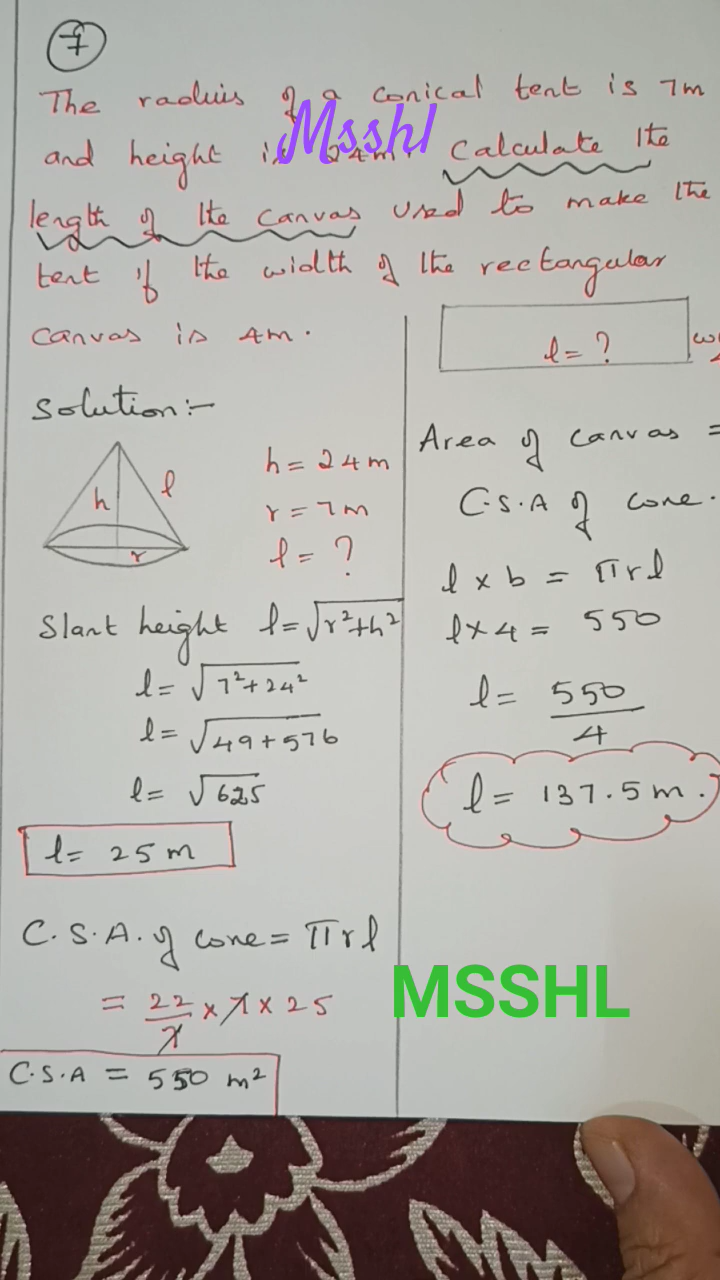 7
The radius of a conical tent is 7m
Msshl
and height is 24m. Calculate the
length of the canvas used to make the
tent if the width of the rectangular
canvas is 4m.
Solution:-
h
l
r
h = 24m
r = 7m
l = ?
Slant height l = √r²+h²
l = √7²+24²
l = √49+576
l = √625
l = 25m
C.S.A. of cone = πrl
= 22/7 × 7 × 25
C.S.A = 550 m²
l = ?
Area of canvas =
C.S.A of cone.
l × b = πrl
l × 4 = 550
l = 550/4
l = 137.5m.
MSSHL